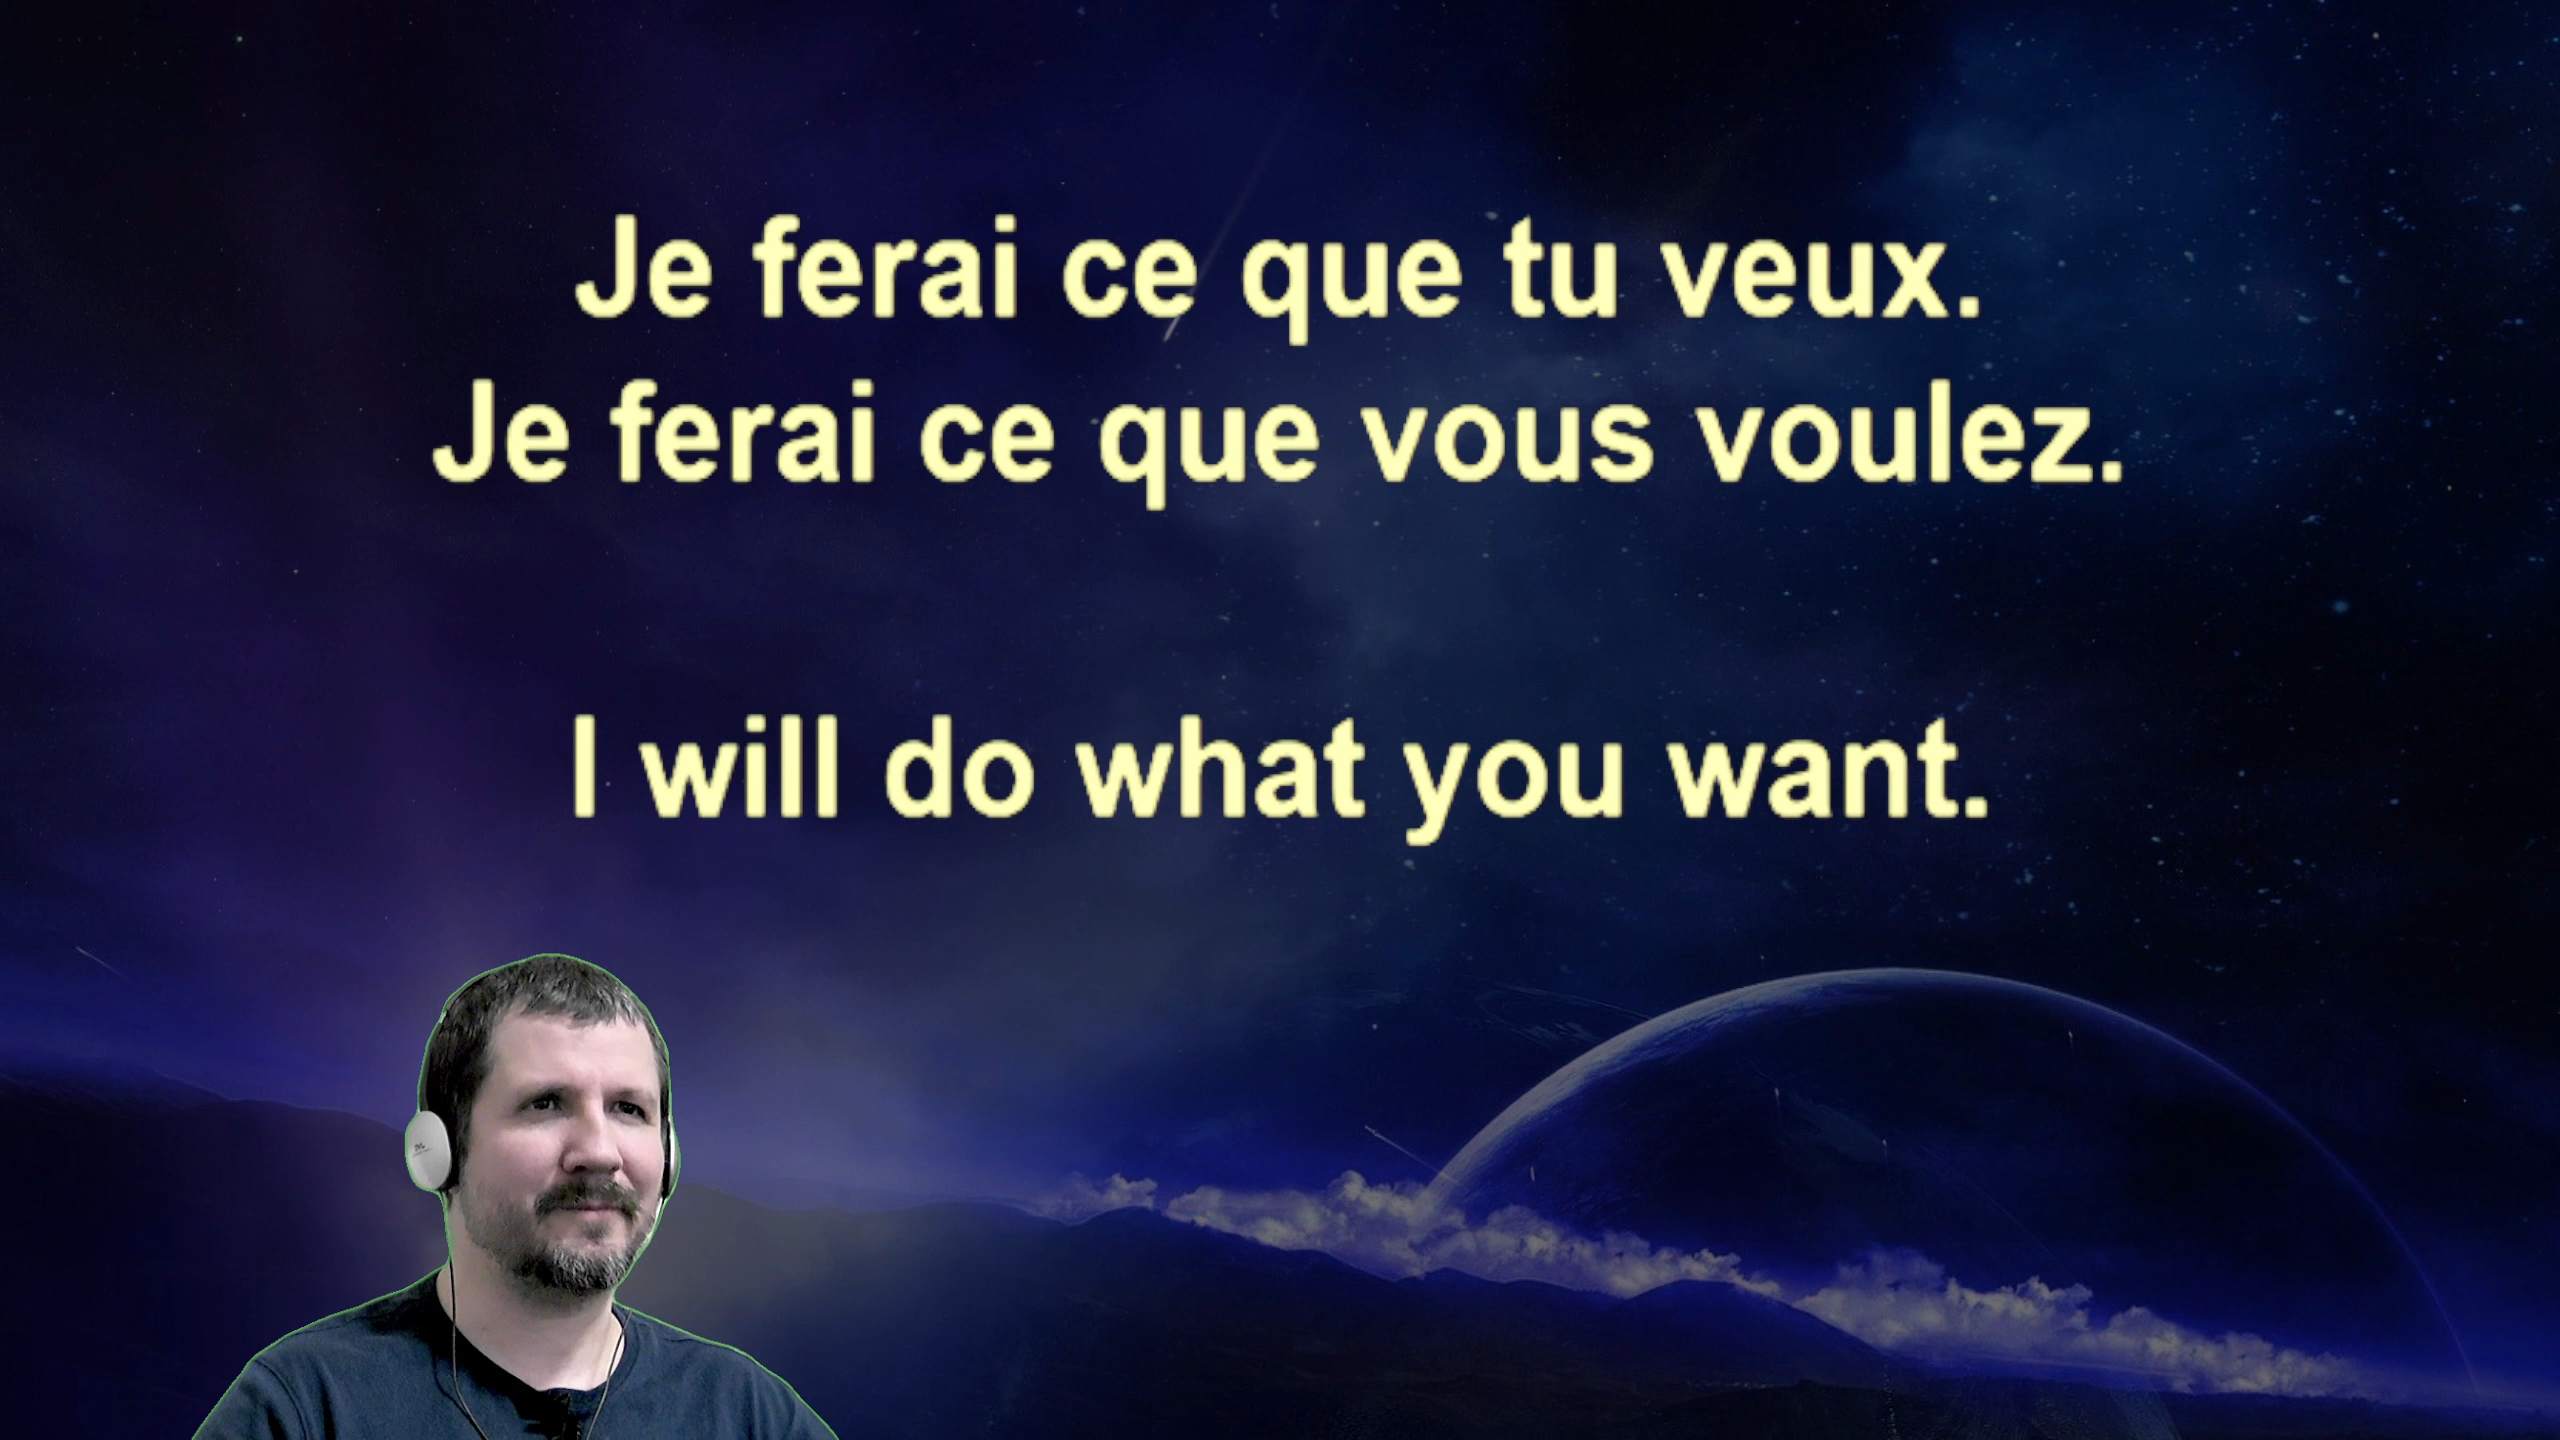 Je ferai ce que tu veux.
Je ferai ce que vous voulez.
I will do what you want.